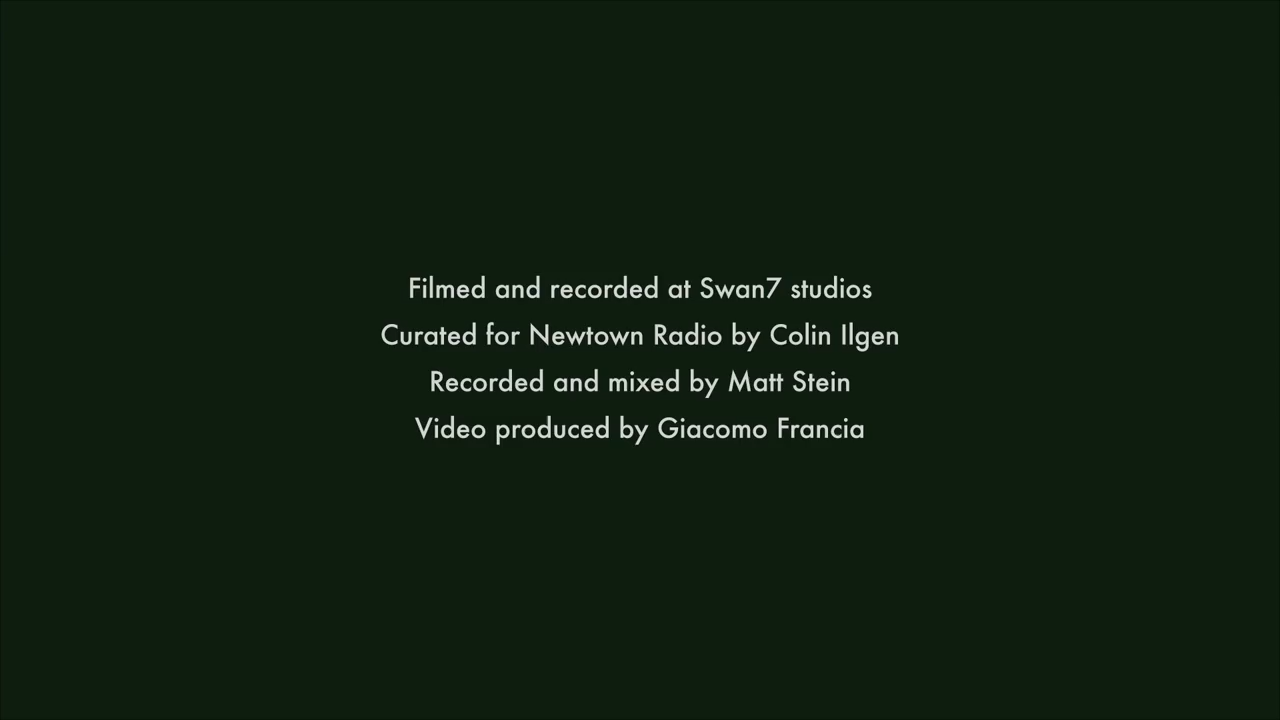 Filmed and recorded at Swan7 studios
Curated for Newtown Radio by Colin Ilgen
Recorded and mixed by Matt Stein
Video produced by Giacomo Francia